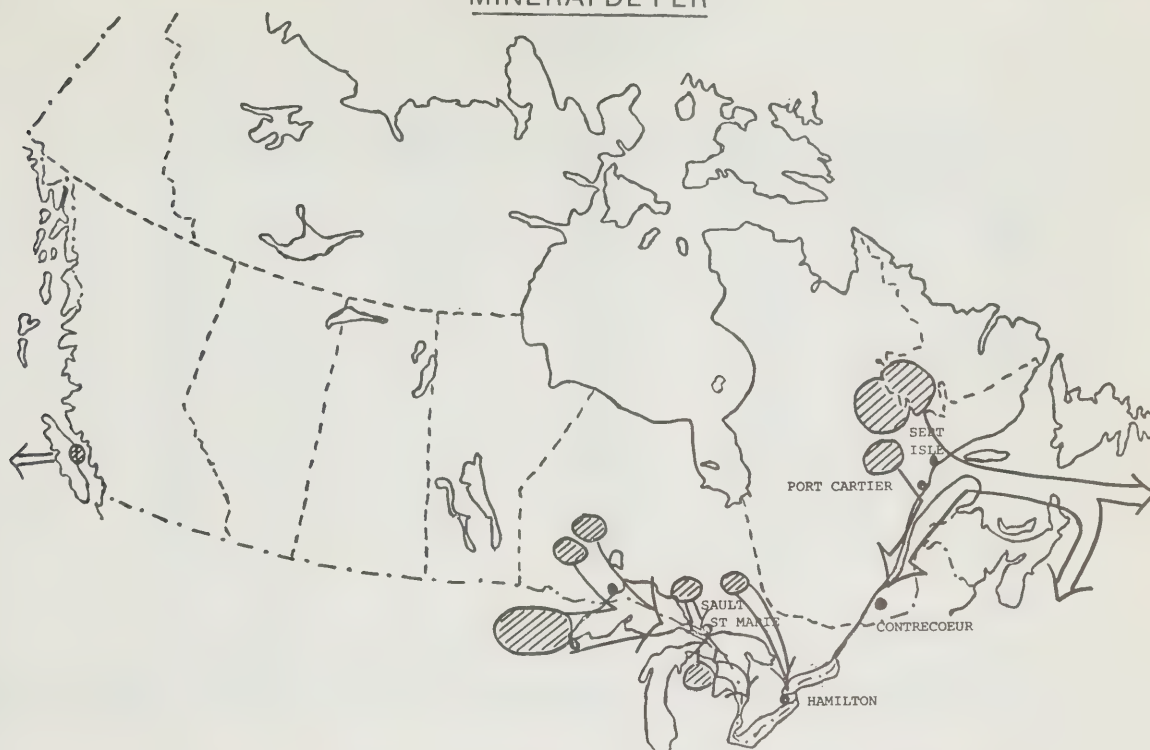 MINERAI DE FER
SEPT
ISLE
PORT CARTIER
SAULT
ST MARIE
CONTRECOEUR
HAMILTON